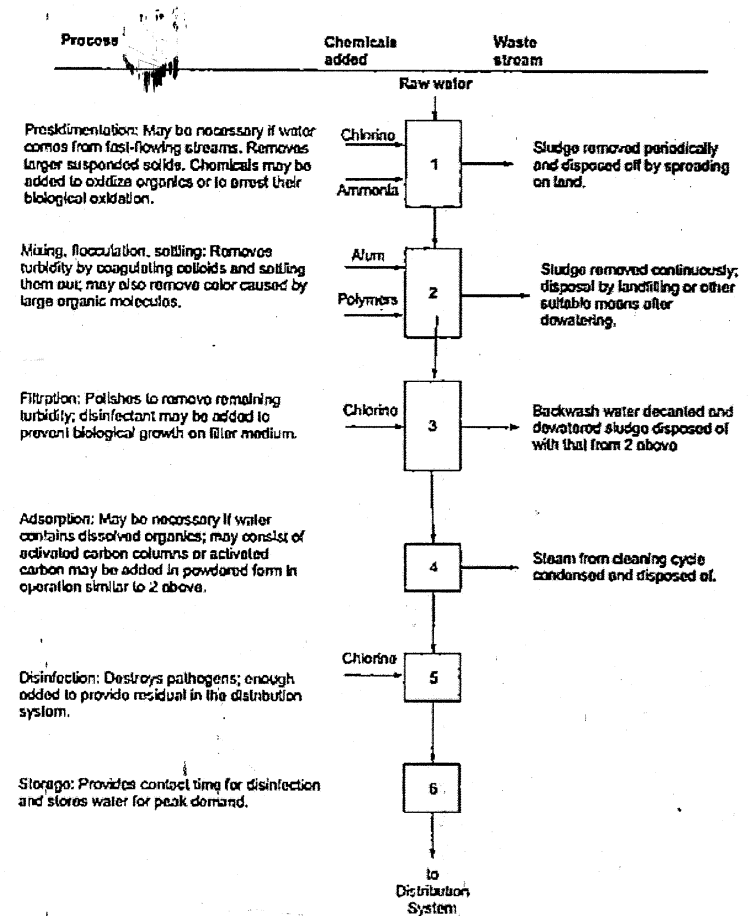 Process
Chemicals
added
Waste
stream
Raw water
Presidimentation: May be necessary if water
comes from fast-flowing streams. Removes
larger suspended solids. Chemicals may be
added to oxidize organics or to arrest their
biological oxidation.
Chlorine
Ammonia
1
Sludge removed periodically
and disposed off by spreading
on land.
Mixing, flocculation, settling: Removes
turbidity by coagulating colloids and settling
them out; may also remove color caused by
large organic molecules.
Alum
Polymers
2
Sludge removed continuously;
disposal by landfilling or other
suitable means after
dewatering.
Filtration: Polishes to remove remaining
turbidity; disinfectant may be added to
prevent biological growth on filter medium.
Chlorine
3
Backwash water decanted and
dewatered sludge disposed of
with that from 2 above
Adsorption: May be necessary if water
contains dissolved organics; may consist of
activated carbon columns or activated
carbon may be added in powdered form in
operation similar to 2 above.
4
Steam from cleaning cycle
condensed and disposed of.
Disinfection: Destroys pathogens; enough
added to provide residual in the distribution
system.
Chlorine
5
Storage: Provides contact time for disinfection
and stores water for peak demand.
6
to
Distribution
System